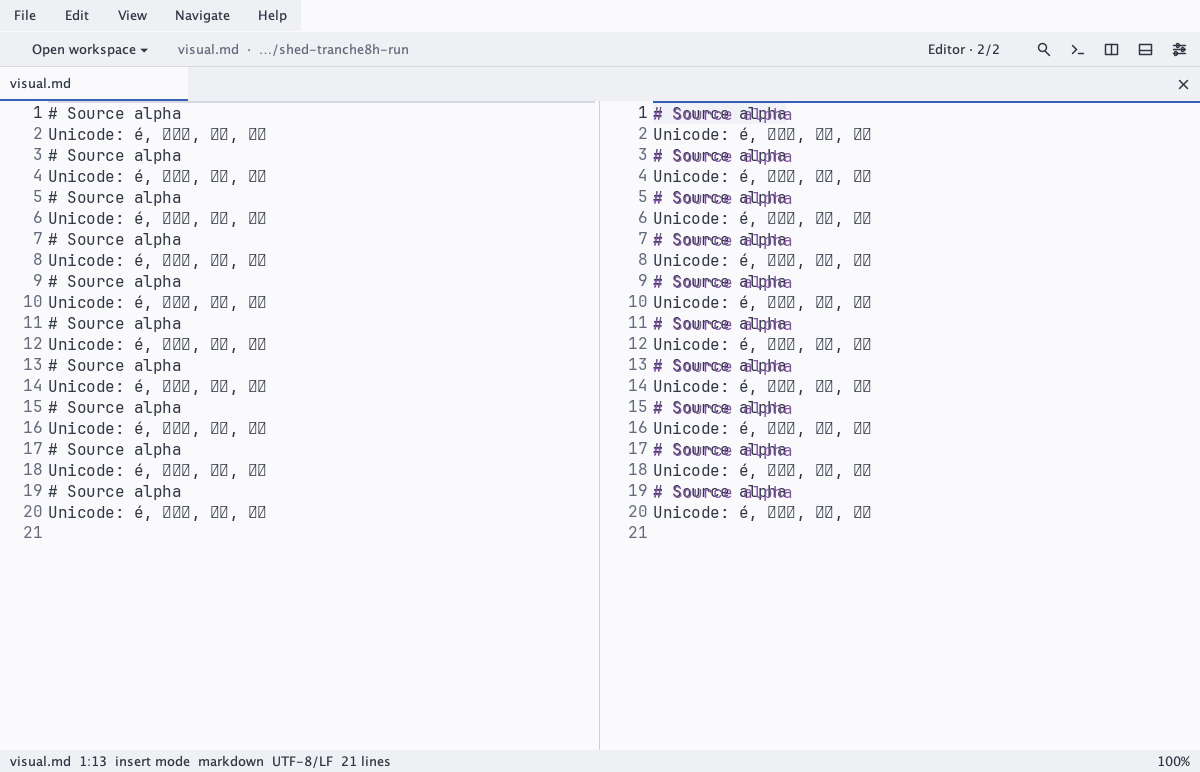 File Edit View Navigate Help
Open workspace visual.md · .../shed-tranche8h-run Editor · 2/2
visual.md
1 # Source alpha
2 Unicode: é, , ,
3 # Source alpha
4 Unicode: é, , ,
5 # Source alpha
6 Unicode: é, , ,
7 # Source alpha
8 Unicode: é, , ,
9 # Source alpha
10 Unicode: é, , ,
11 # Source alpha
12 Unicode: é, , ,
13 # Source alpha
14 Unicode: é, , ,
15 # Source alpha
16 Unicode: é, , ,
17 # Source alpha
18 Unicode: é, , ,
19 # Source alpha
20 Unicode: é, , ,
21
1 # Source alpha
2 Unicode: é, , ,
3 # Source alpha
4 Unicode: é, , ,
5 # Source alpha
6 Unicode: é, , ,
7 # Source alpha
8 Unicode: é, , ,
9 # Source alpha
10 Unicode: é, , ,
11 # Source alpha
12 Unicode: é, , ,
13 # Source alpha
14 Unicode: é, , ,
15 # Source alpha
16 Unicode: é, , ,
17 # Source alpha
18 Unicode: é, , ,
19 # Source alpha
20 Unicode: é, , ,
21
visual.md 1:13 insert mode markdown UTF-8/LF 21 lines 100%